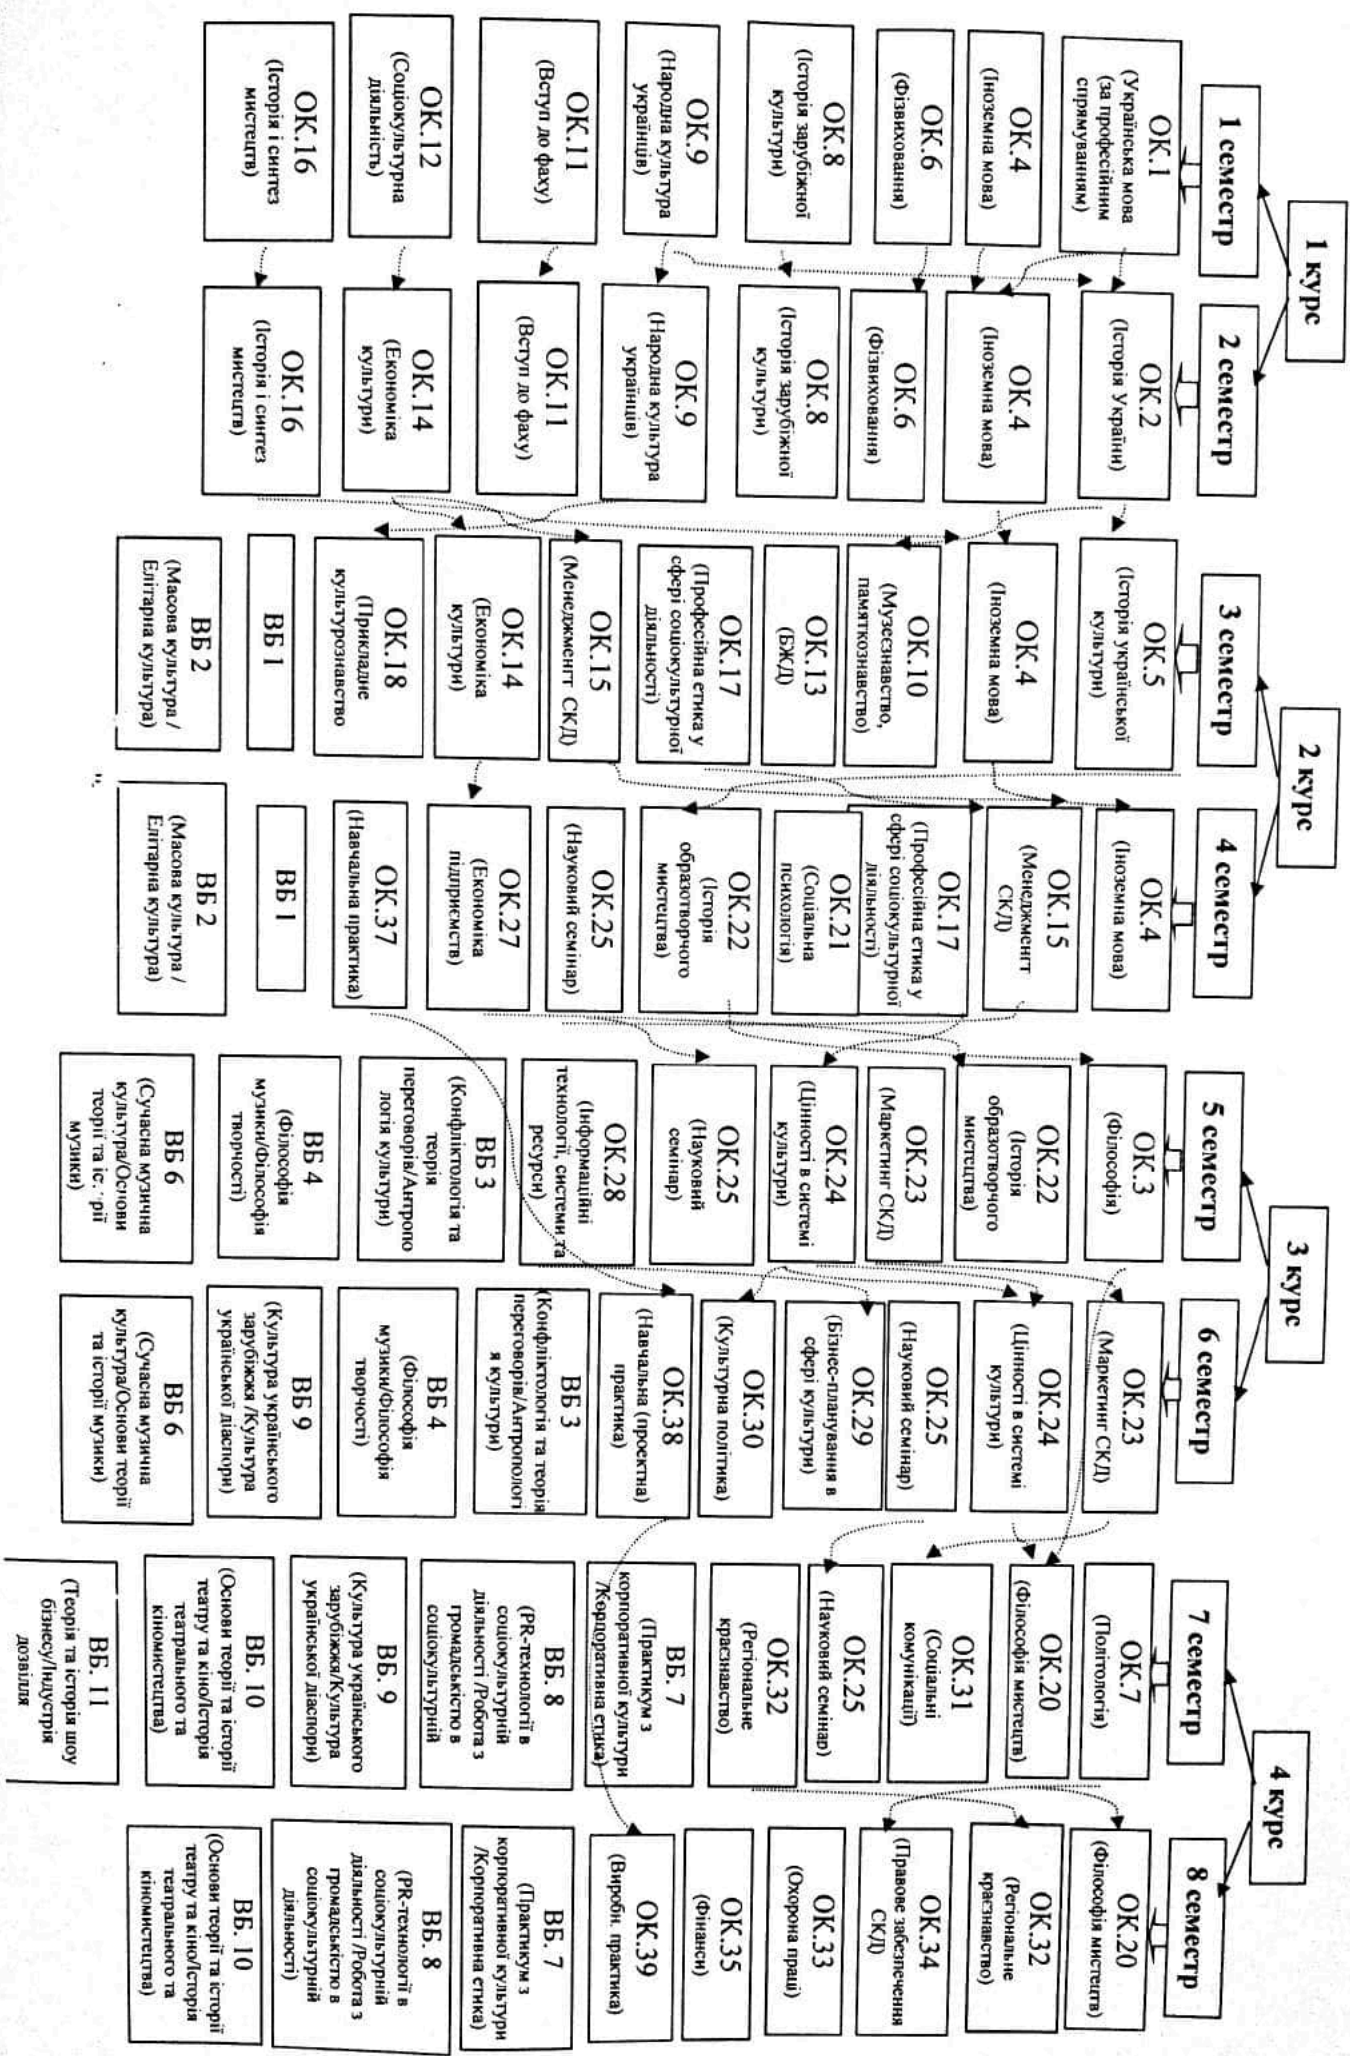 1 курс
1 семестр
ОК.1
(Українська мова
(за професійним
спрямуванням)
ОК.4
(Іноземна мова)
ОК.6
(Фізвиховання)
ОК.8
(Історія зарубіжної
культури)
ОК.9
(Народна культура
українців)
ОК.11
(Вступ до фаху)
ОК.12
(Соціокультурна
діяльність)
ОК.16
(Історія і синтез
мистецтв)
2 семестр
ОК.2
(Історія України)
ОК.4
(Іноземна мова)
ОК.6
(Фізвиховання)
ОК.8
(Історія зарубіжної
культури)
ОК.9
(Народна культура
українців)
ОК.11
(Вступ до фаху)
ОК.14
(Економіка
культури)
ОК.16
(Історія і синтез
мистецтв)
2 курс
3 семестр
ОК.5
(Історія української
культури)
ОК.4
(Іноземна мова)
ОК.10
(Музеєзнавство,
памяткознавство)
ОК.13
(БЖД)
ОК.17
(Професійна етика у
сфері соціокультурної
діяльності)
ОК.15
(Менеджменгт СКД)
ОК.14
(Економіка
культури)
ОК.18
(Прикладне
культурознавство
ВБ 1
ВБ 2
(Масова культура /
Елітарна культура)
4 семестр
ОК.4
(Іноземна мова)
ОК.15
(Менеджменгт
СКД)
ОК.17
(Професійна етика у
сфері соціокультурної
діяльності)
ОК.21
(Соціальна
психологія)
ОК.22
(Історія
образотворчого
мистецтва)
ОК.25
(Науковий семінар)
ОК.27
(Економіка
підприємств)
ОК.37
(Навчальна практика)
ВБ 1
ВБ 2
(Масова культура /
Елітарна культура)
3 курс
5 семестр
ОК.3
(Філософія)
ОК.22
(Історія
образотворчого
мистецтва)
ОК.23
(Маркетинг СКД)
ОК.24
(Цінності в системі
культури)
ОК.25
(Науковий
семінар)
ОК.28
(Інформаційні
технології, системи та
ресурси)
ВБ 3
(Конфліктологія та
теорія
переговорів/Антропо
логія культури)
ВБ 4
(Філософія
музики/Філософія
творчості)
ВБ 6
(Сучасна музична
культура/Основи
теорії та іс. рії
музики)
6 семестр
ОК.23
(Маркетинг СКД)
ОК.24
(Цінності в системі
культури)
ОК.25
(Науковий семінар)
ОК.29
(Бізнес-планування в
сфері культури)
ОК.30
(Культурна політика)
ОК.38
(Навчальна (проектна)
практика)
ВБ 3
(Конфліктологія та теорія
переговорів/Антропологі
я культури)
ВБ 4
(Філософія
музики/Філософія
творчості)
ВБ 9
(Культура українського
зарубіжжя /Культура
української діаспори)
ВБ 6
(Сучасна музична
культура/Основи теорії
та історії музики)
4 курс
7 семестр
ОК.7
(Політологія)
ОК.20
(Філософія мистецтв)
ОК.31
(Соціальні
комунікації)
ОК.25
(Науковий семінар)
ОК.32
(Регіональне
краєзнавство)
ВБ. 7
(Практикум з
корпоративної культури
/Корпоративна етика)
ВБ. 8
(PR-технології в
соціокультурній
діяльності /Робота з
громадськістю в
соціокультурній
ВБ. 9
(Культура українського
зарубіжжя/Культура
української діаспори)
ВБ. 10
(Основи теорії та історії
театру та кіно/Історія
театрального та
кіномистецтва)
ВБ. 11
(Теорія та історія шоу
бізнесу/Індустрія
дозвілля
8 семестр
ОК.20
(Філософія мистецтв)
ОК.32
(Регіональне
краєзнавство)
ОК.34
(Правове забезпечення
СКД)
ОК.33
(Охорона праці)
ОК.35
(Фінанси)
ОК.39
(Виробн. практика)
ВБ. 7
(Практикум з
корпоративної культури
/Корпоративна етика)
ВБ. 8
(PR-технології в
соціокультурній
діяльності /Робота з
громадськістю в
соціокультурній
діяльності)
ВБ. 10
(Основи теорії та історії
театру та кіно/Історія
театрального та
кіномистецтва)